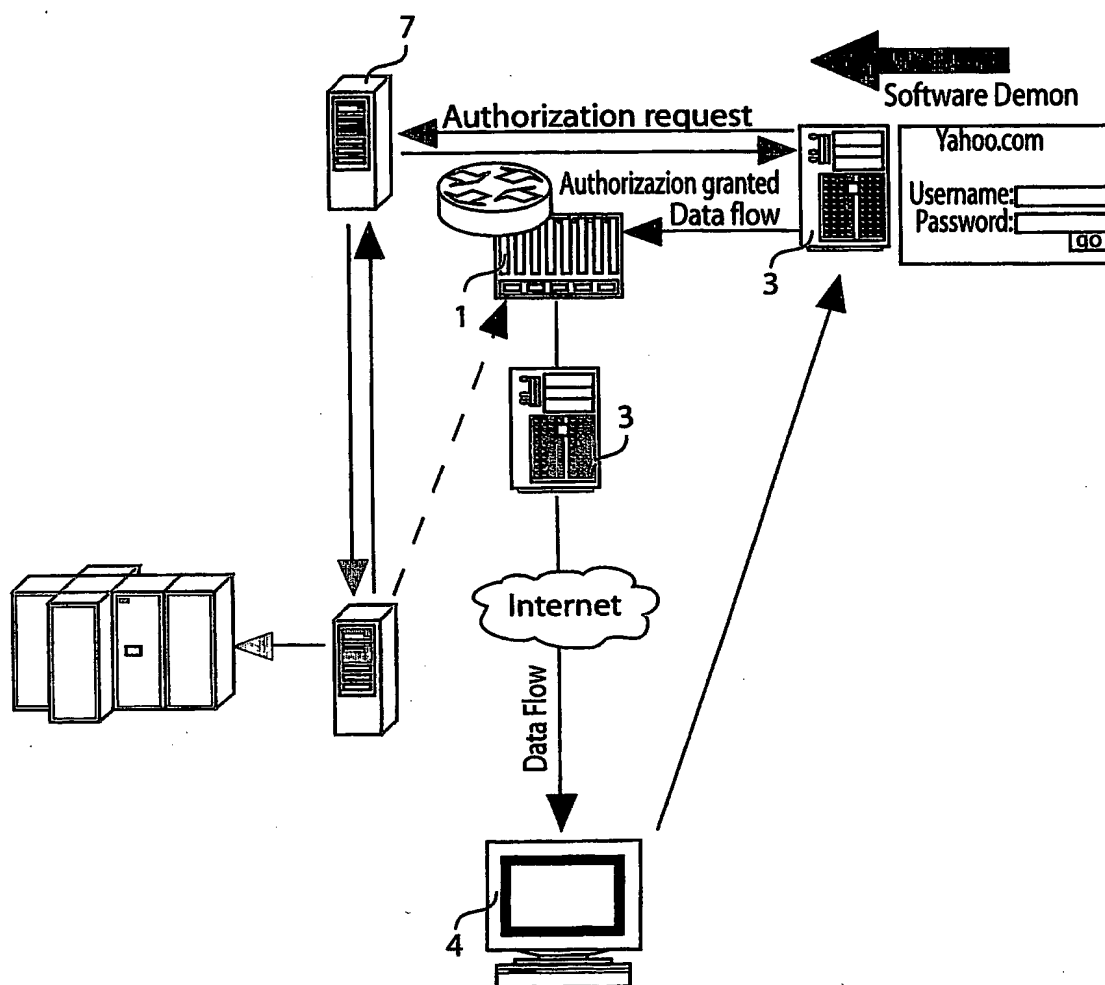 7
Software Demon
Authorization request
Yahoo.com
Authorizazion granted
Data flow
Username:
Password:
go
3
1
3
Internet
Data Flow
4